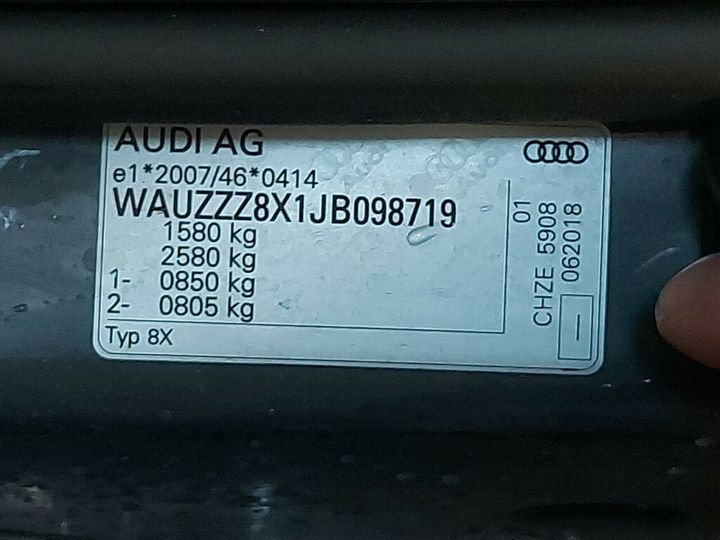 AUDI AG
e1*2007/46*0414
WAUZZZ8X1JB098719
1580 kg
2580 kg
1- 0850 kg
2- 0805 kg
Typ 8X
01
CHZE 5908
062018
—